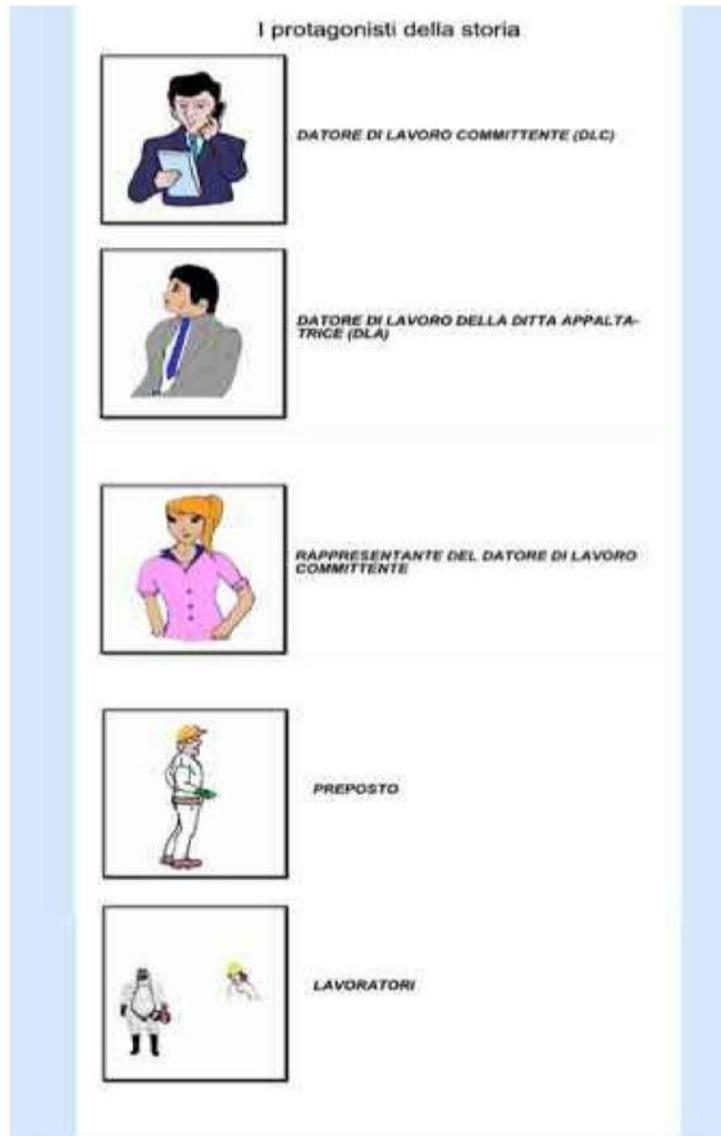 I protagonisti della storia
DATORE DI LAVORO COMMITTENTE (DLC)
DATORE DI LAVORO DELLA DITTA APPALTA-
TRICE (DLA)
RAPPRESENTANTE DEL DATORE DI LAVORO
COMMITTENTE
PREPOSTO
LAVORATORI